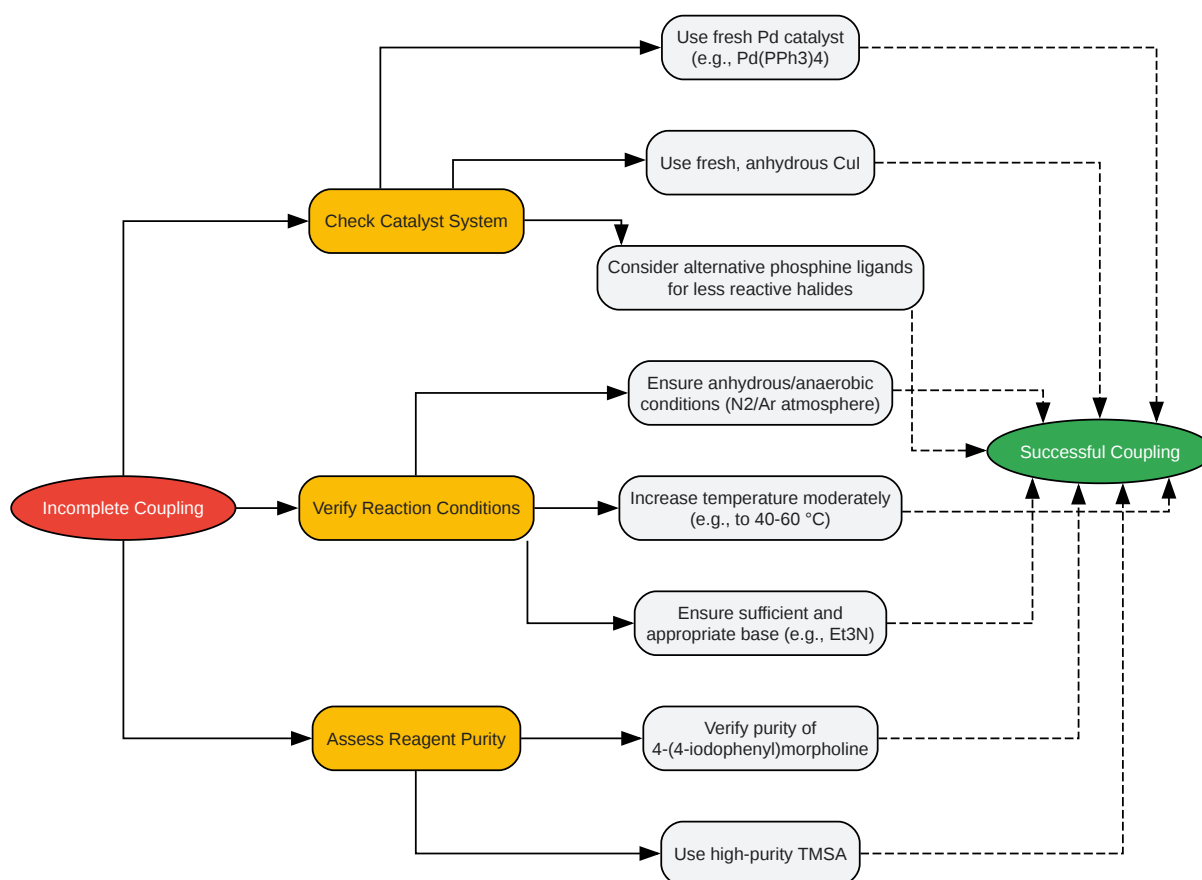 Use fresh Pd catalyst
(e.g., Pd(PPh3)4)
Use fresh, anhydrous CuI
Check Catalyst System
Consider alternative phosphine ligands
for less reactive halides
Ensure anhydrous/anaerobic
conditions (N2/Ar atmosphere)
Successful Coupling
Incomplete Coupling
Verify Reaction Conditions
Increase temperature moderately
(e.g., to 40-60 °C)
Ensure sufficient and
appropriate base (e.g., Et3N)
Assess Reagent Purity
Verify purity of
4-(4-iodophenyl)morpholine
Use high-purity TMSA